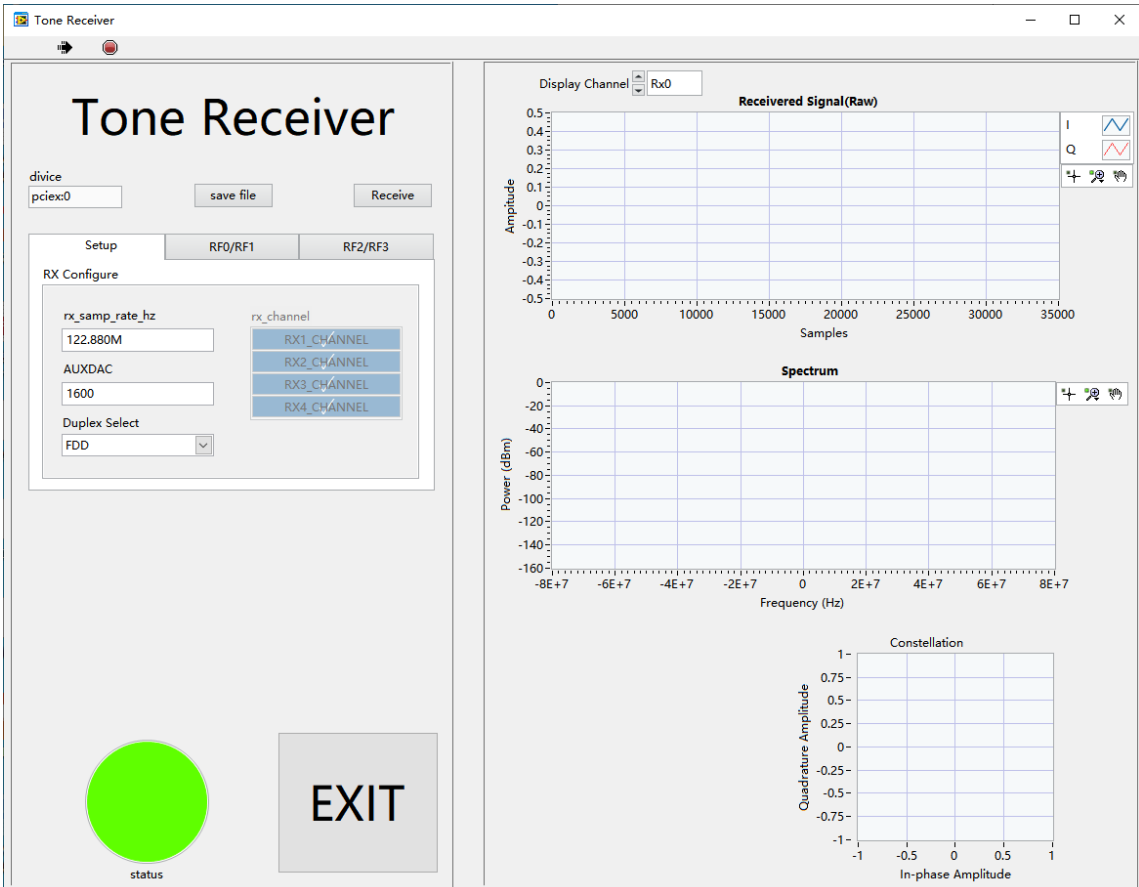 Tone Receiver
Tone Receiver
divice
pciex:0
save file
Receive
Setup
RF0/RF1
RF2/RF3
RX Configure
rx_samp_rate_hz
122.880M
AUXDAC
1600
Duplex Select
FDD
rx_channel
RX1_CHANNEL
RX2_CHANNEL
RX3_CHANNEL
RX4_CHANNEL
status
EXIT
Display Channel Rx0
Receivered Signal(Raw)
Ampitude
0.5
0.4
0.3
0.2
0.1
0
-0.1
-0.2
-0.3
-0.4
-0.5
0 5000 10000 15000 20000 25000 30000 35000
Samples
I
Q
Spectrum
Power (dBm)
0
-20
-40
-60
-80
-100
-120
-140
-160
-8E+7 -6E+7 -4E+7 -2E+7 0 2E+7 4E+7 6E+7 8E+7
Frequency (Hz)
Constellation
Quadrature Amplitude
1
0.75
0.5
0.25
0
-0.25
-0.5
-0.75
-1
-1 -0.5 0 0.5 1
In-phase Amplitude